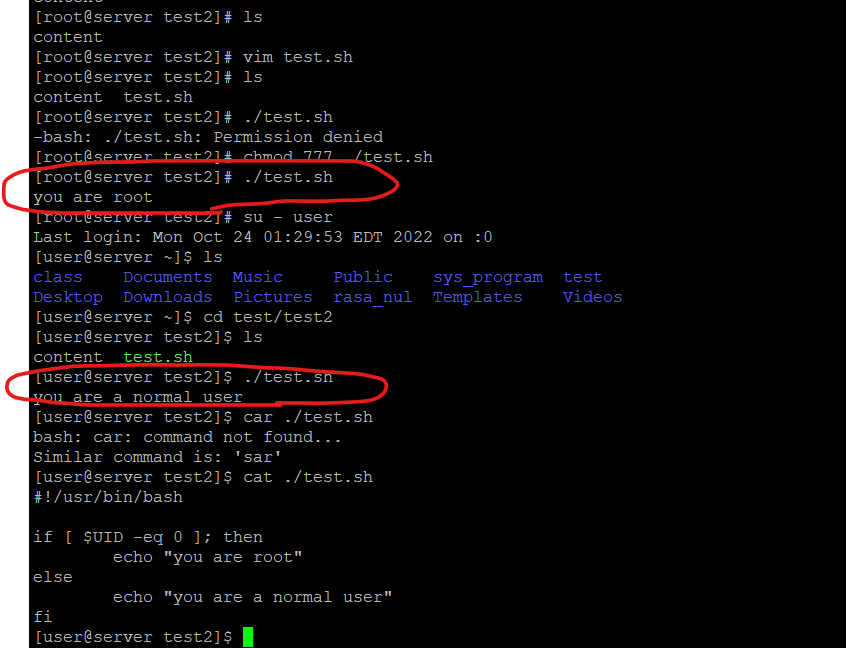 content
[root@server test2]# ls
content
[root@server test2]# vim test.sh
[root@server test2]# ls
content  test.sh
[root@server test2]# ./test.sh
-bash: ./test.sh: Permission denied
[root@server test2]# chmod 777 ./test.sh
[root@server test2]# ./test.sh
you are root
[root@server test2]# su - user
Last login: Mon Oct 24 01:29:53 EDT 2022 on :0
[user@server ~]$ ls
class    Documents  Music     Public    sys_program  test
Desktop  Downloads  Pictures  rasa_nul  Templates    Videos
[user@server ~]$ cd test/test2
[user@server test2]$ ls
content  test.sh
[user@server test2]$ ./test.sh
you are a normal user
[user@server test2]$ car ./test.sh
bash: car: command not found...
Similar command is: 'sar'
[user@server test2]$ cat ./test.sh
#!/usr/bin/bash
if [ $UID -eq 0 ]; then
        echo "you are root"
else
        echo "you are a normal user"
fi
[user@server test2]$